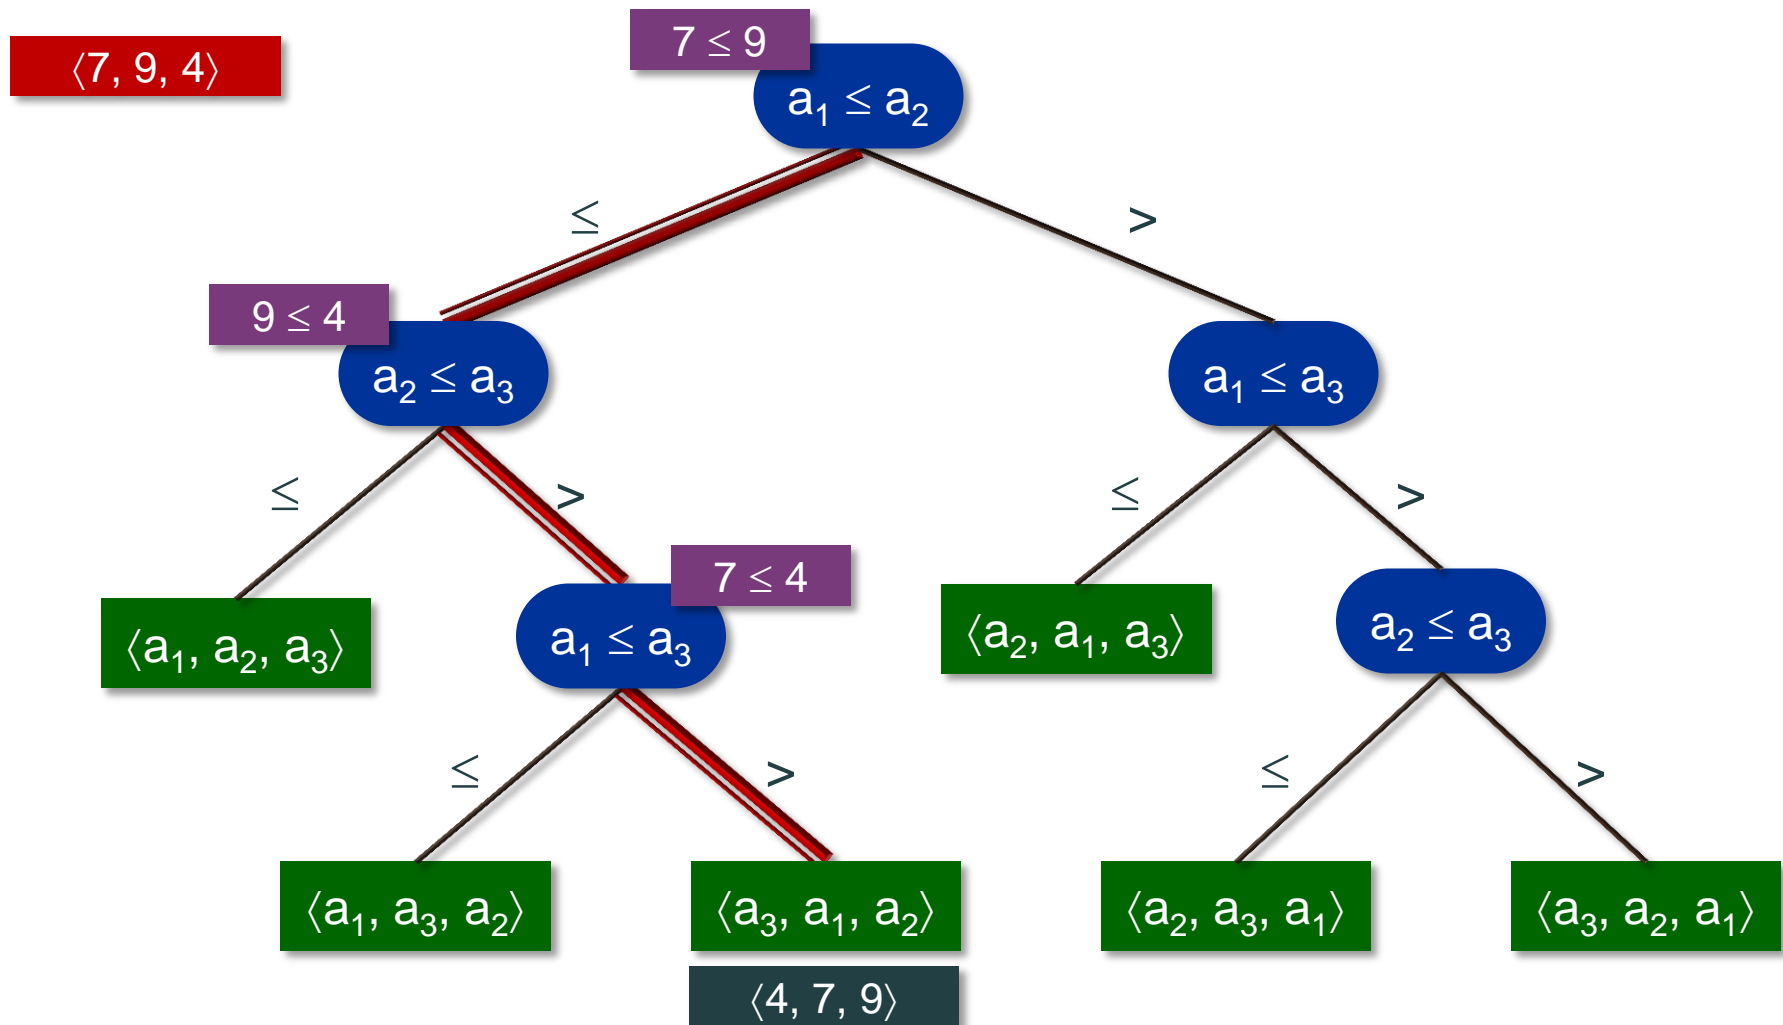 ⟨7, 9, 4⟩
7 ≤ 9
a₁ ≤ a₂
≤
>
9 ≤ 4
a₂ ≤ a₃
a₁ ≤ a₃
≤
>
≤
>
7 ≤ 4
⟨a₁, a₂, a₃⟩
a₁ ≤ a₃
⟨a₂, a₁, a₃⟩
a₂ ≤ a₃
≤
>
≤
>
⟨a₁, a₃, a₂⟩
⟨a₃, a₁, a₂⟩
⟨a₂, a₃, a₁⟩
⟨a₃, a₂, a₁⟩
⟨4, 7, 9⟩